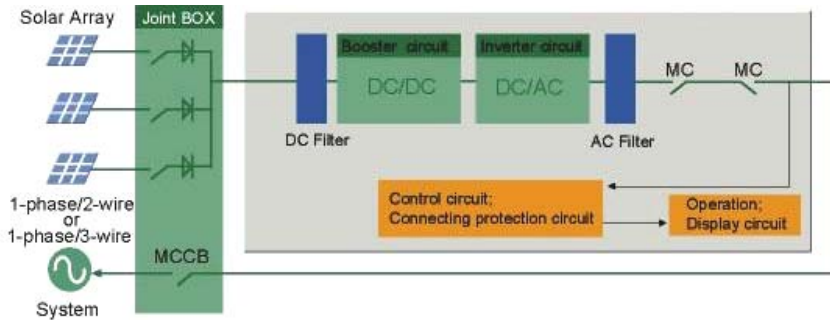 Solar Array
Joint BOX
Booster circuit
Inverter circuit
DC/DC
DC/AC
MC
MC
DC Filter
AC Filter
Control circuit;
Connecting protection circuit
Operation;
Display circuit
1-phase/2-wire
or
1-phase/3-wire
MCCB
System